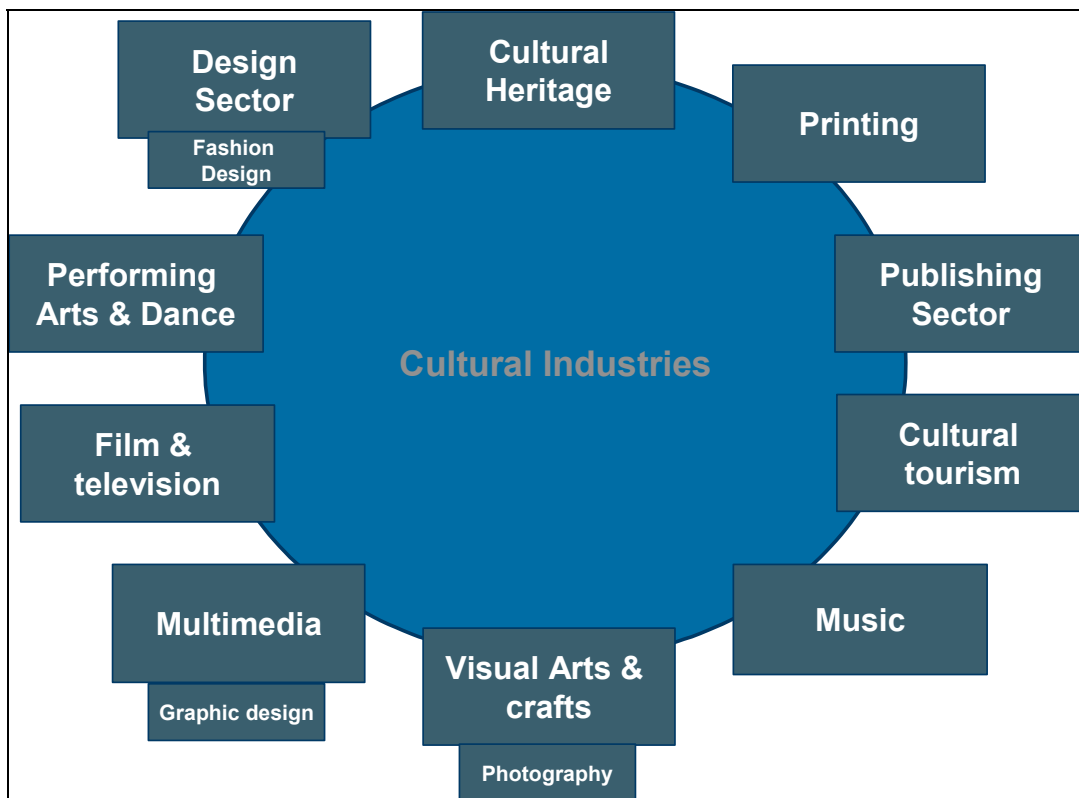 Cultural
Heritage
Design
Sector
Fashion
Design
Printing
Performing
Arts & Dance
Publishing
Sector
Cultural Industries
Film &
television
Cultural
tourism
Multimedia
Graphic design
Music
Visual Arts &
crafts
Photography